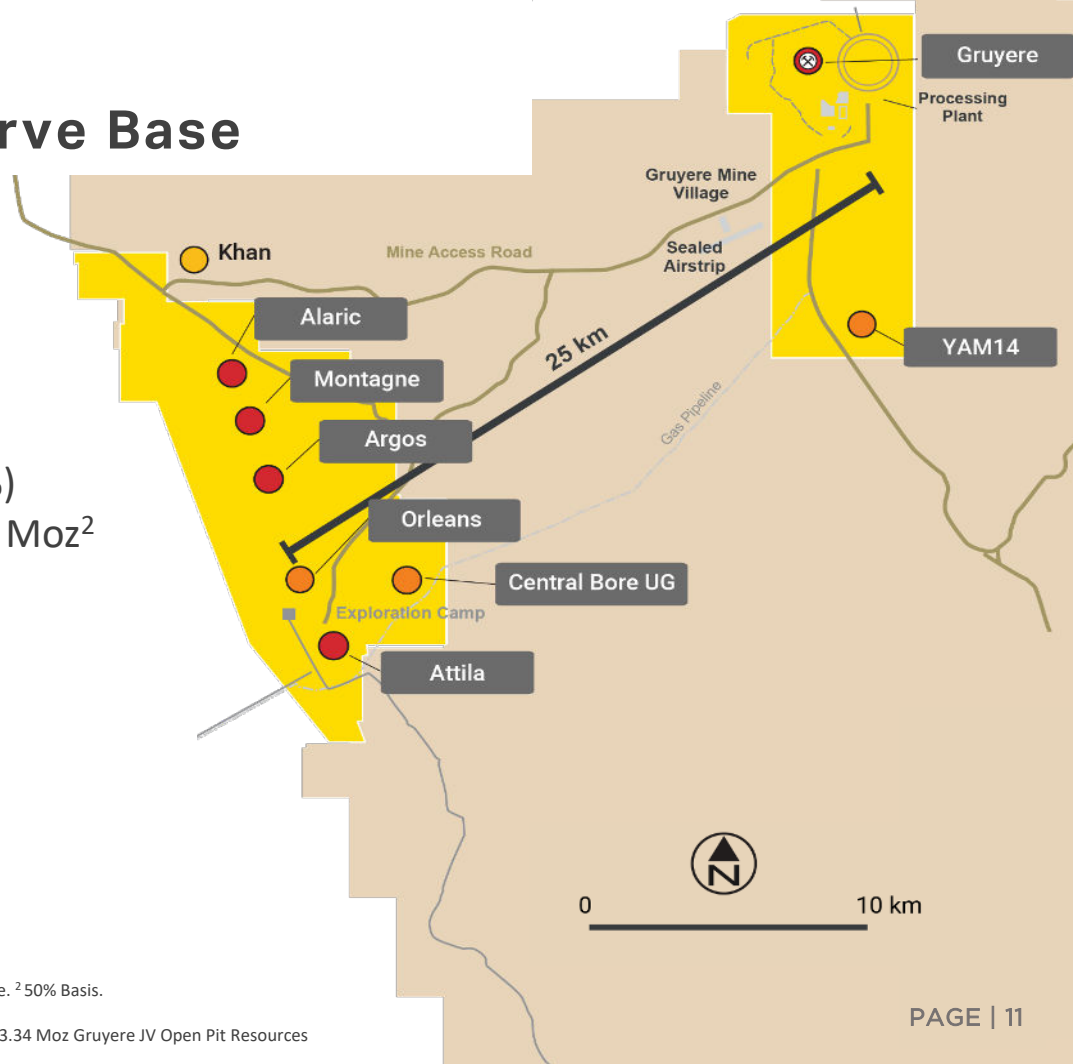 rve Base
Gruyere
Processing
Plant
Gruyere Mine
Village
Sealed
Airstrip
Khan
Mine Access Road
Alaric
25 km
YAM14
Montagne
Gas Pipeline
Argos
)
Moz²
Orleans
Central Bore UG
Exploration Camp
Attila
N
0 10 km
e. ² 50% Basis.
3.34 Moz Gruyere JV Open Pit Resources
PAGE | 11